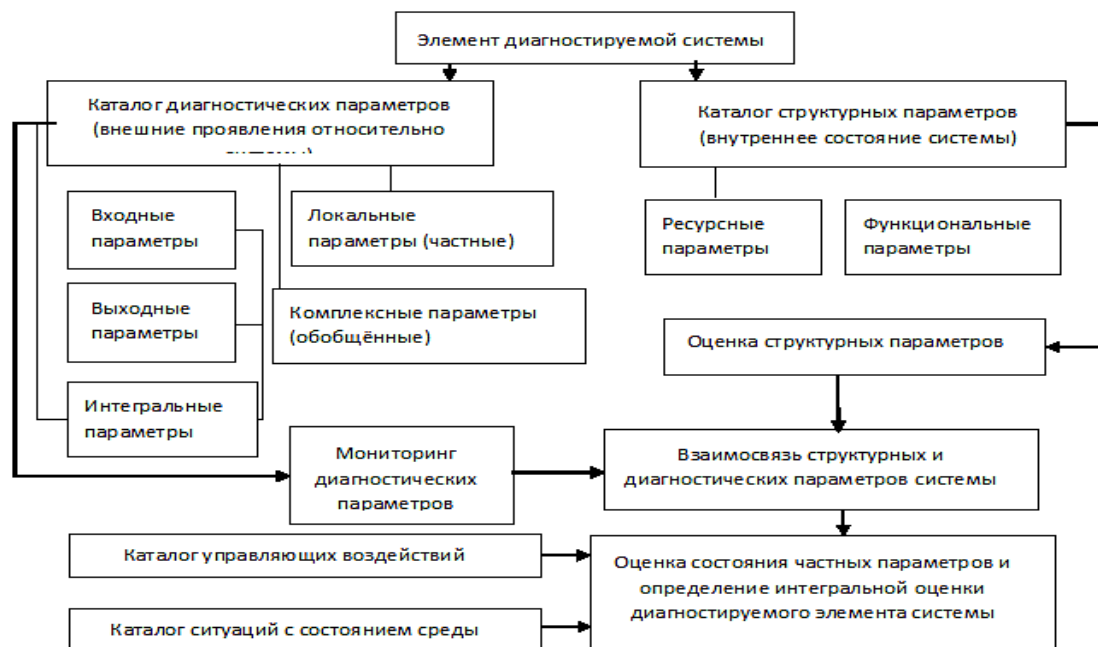 Элемент диагностируемой системы
Каталог диагностических параметров
(внешние проявления относительно
системы)
Каталог структурных параметров
(внутреннее состояние системы)
Входные
параметры
Локальные
параметры (частные)
Ресурсные
параметры
Функциональные
параметры
Выходные
параметры
Комплексные параметры
(обобщённые)
Оценка структурных параметров
Интегральные
параметры
Мониторинг
диагностических
параметров
Взаимосвязь структурных и
диагностических параметров системы
Каталог управляющих воздействий
Оценка состояния частных параметров и
определение интегральной оценки
диагностируемого элемента системы
Каталог ситуаций с состоянием среды